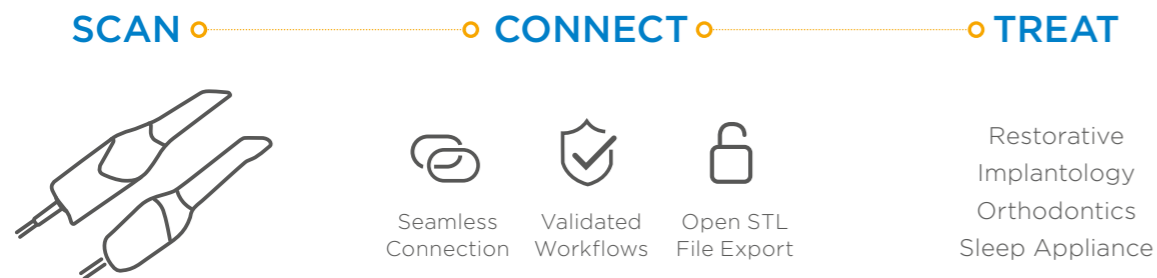 SCAN
CONNECT
TREAT
Seamless
Connection
Validated
Workflows
Open STL
File Export
Restorative
Implantology
Orthodontics
Sleep Appliance